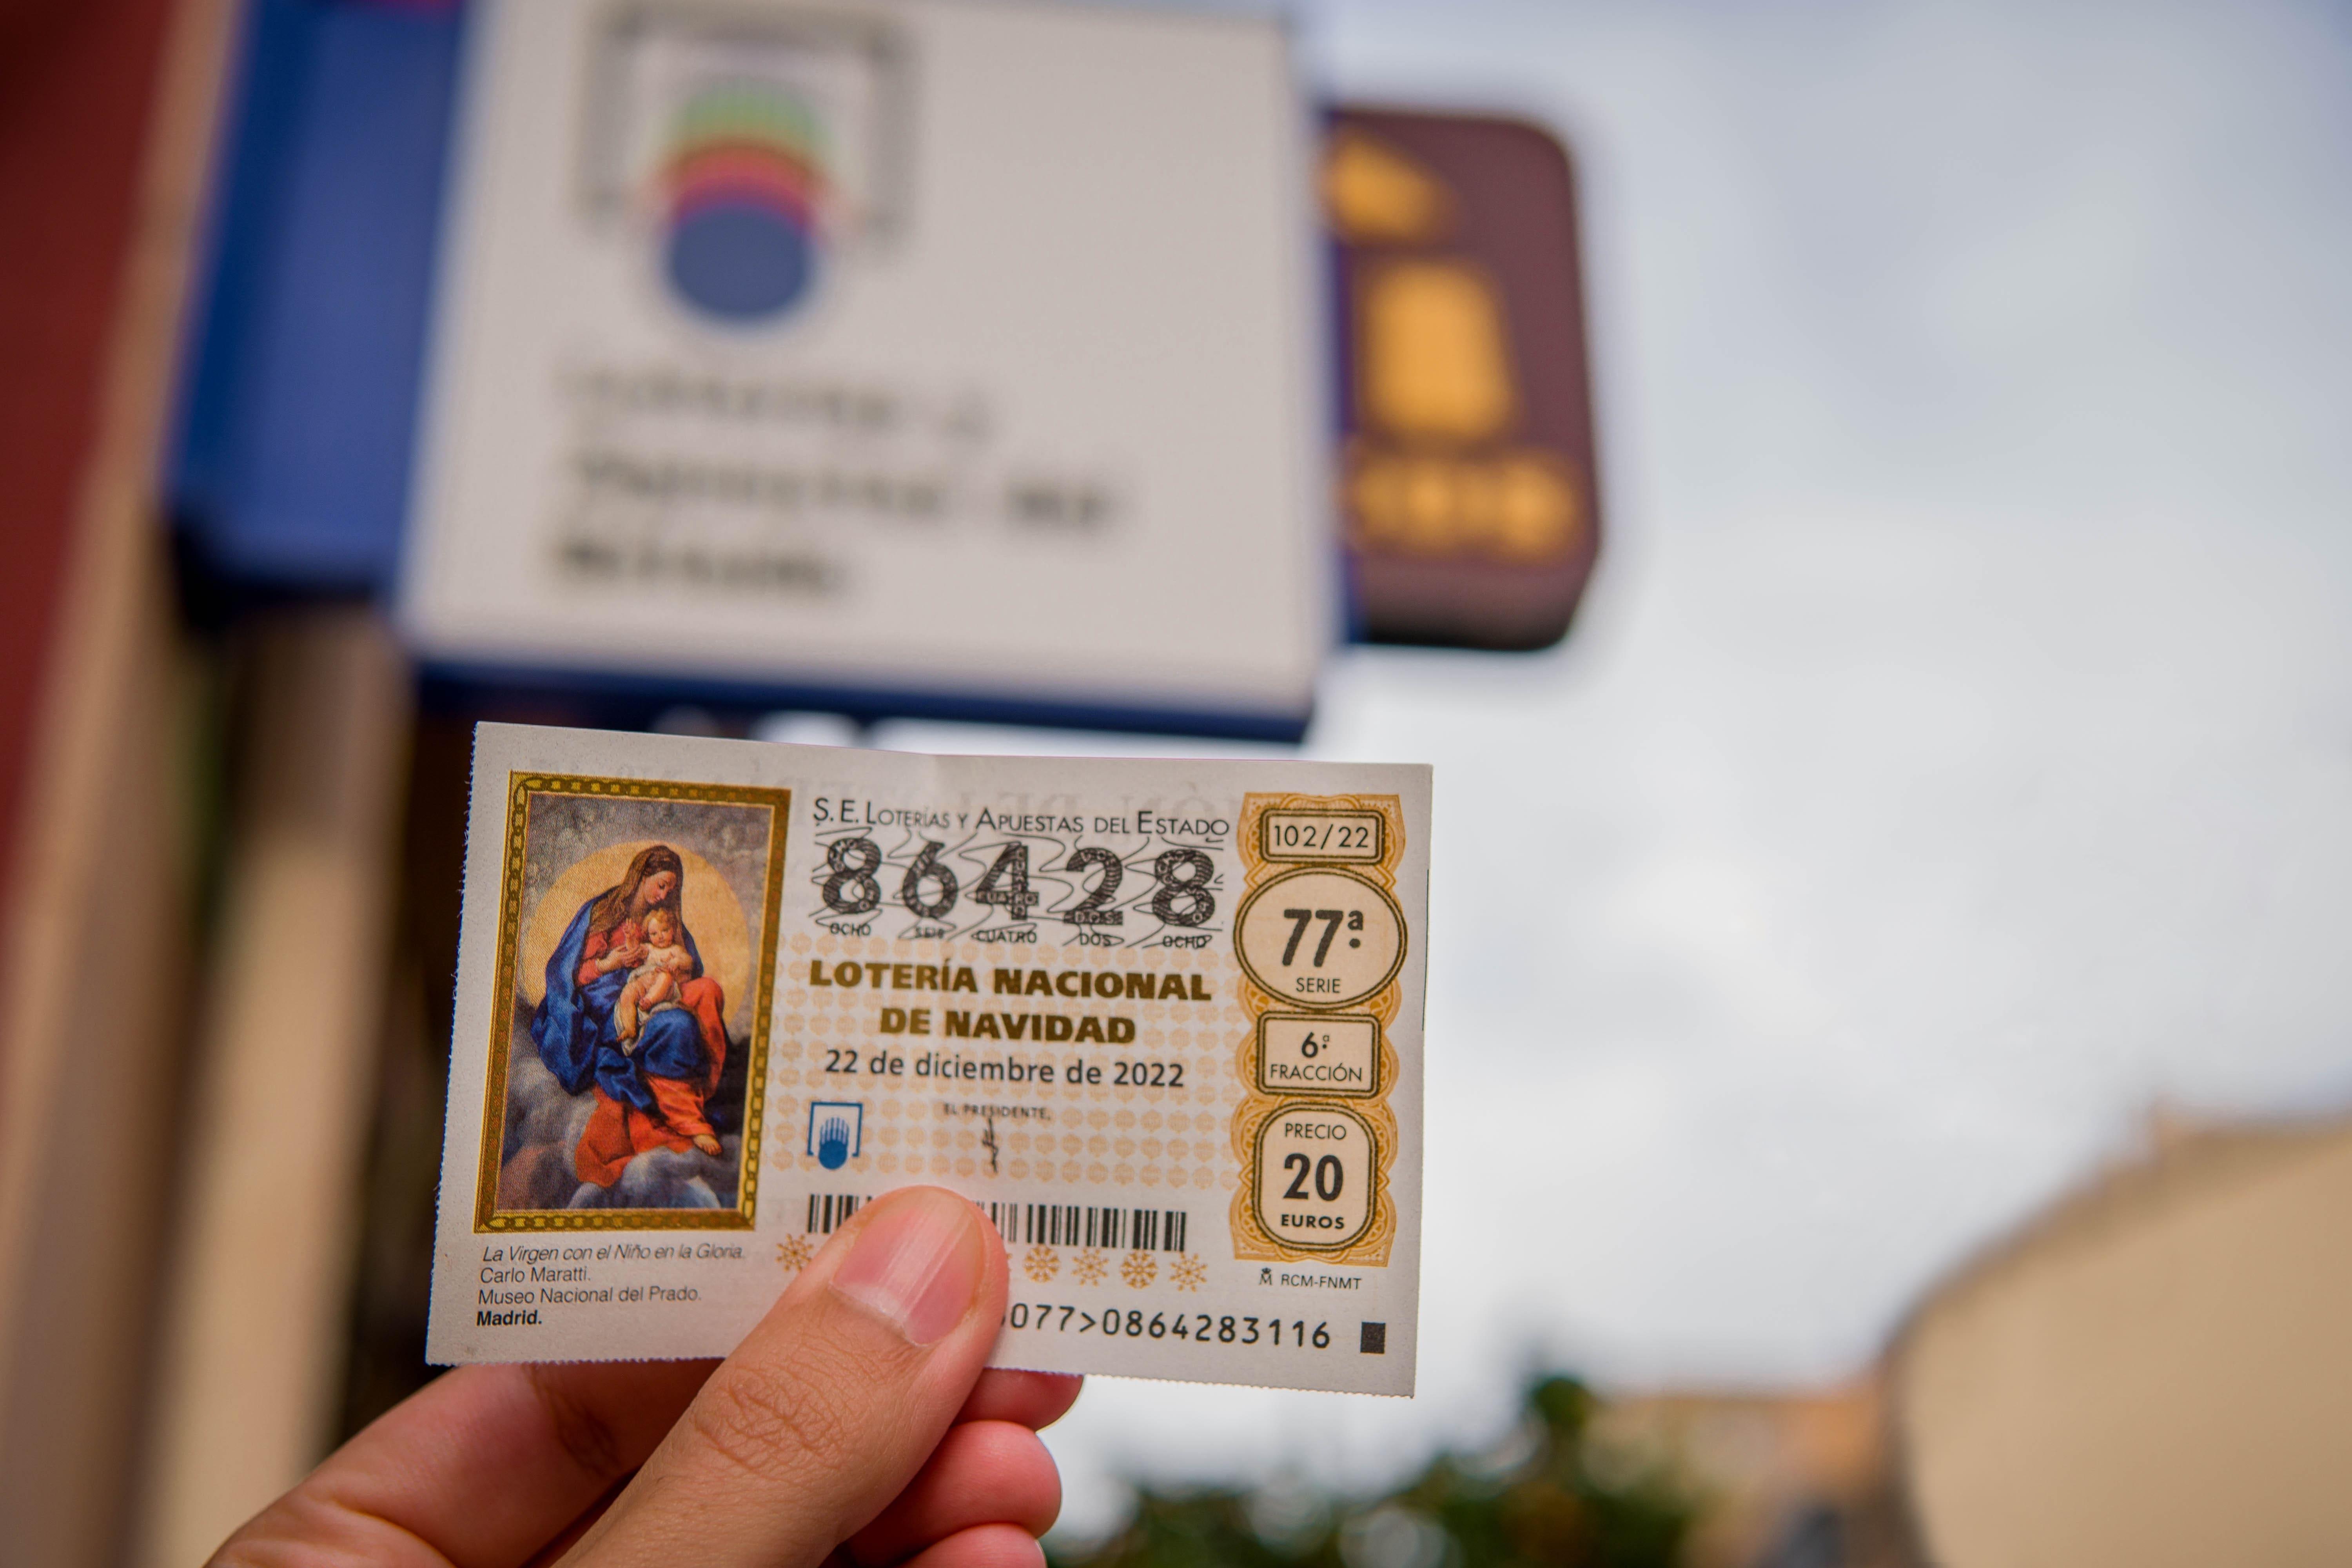 S.E. LOTERÍAS Y APUESTAS DEL ESTADO
86428
OCHO SEIS CUATRO DOS OCHO
LOTERÍA NACIONAL
DE NAVIDAD
22 de diciembre de 2022
EL PRESIDENTE,
102/22
77ª
SERIE
6ª
FRACCIÓN
PRECIO
20
EUROS
RCM-FNMT
La Virgen con el Niño en la Gloria.
Carlo Maratti.
Museo Nacional del Prado.
Madrid.
077>0864283116